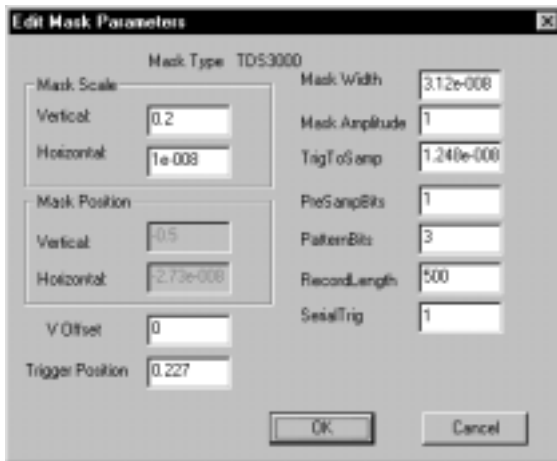 Edit Mask Parameters
Mask Type TDS3000
Mask Scale
Vertical: 0.2
Horizontal: 1e-008
Mask Position
Vertical: -0.5
Horizontal: -2.73e-008
V Offset 0
Trigger Position 0.227
Mask Width 3.12e-008
Mask Amplitude 1
TrigToSamp 1.248e-008
PreSampBits 1
PatternBits 3
RecordLength 500
SerialTrig 1
OK Cancel